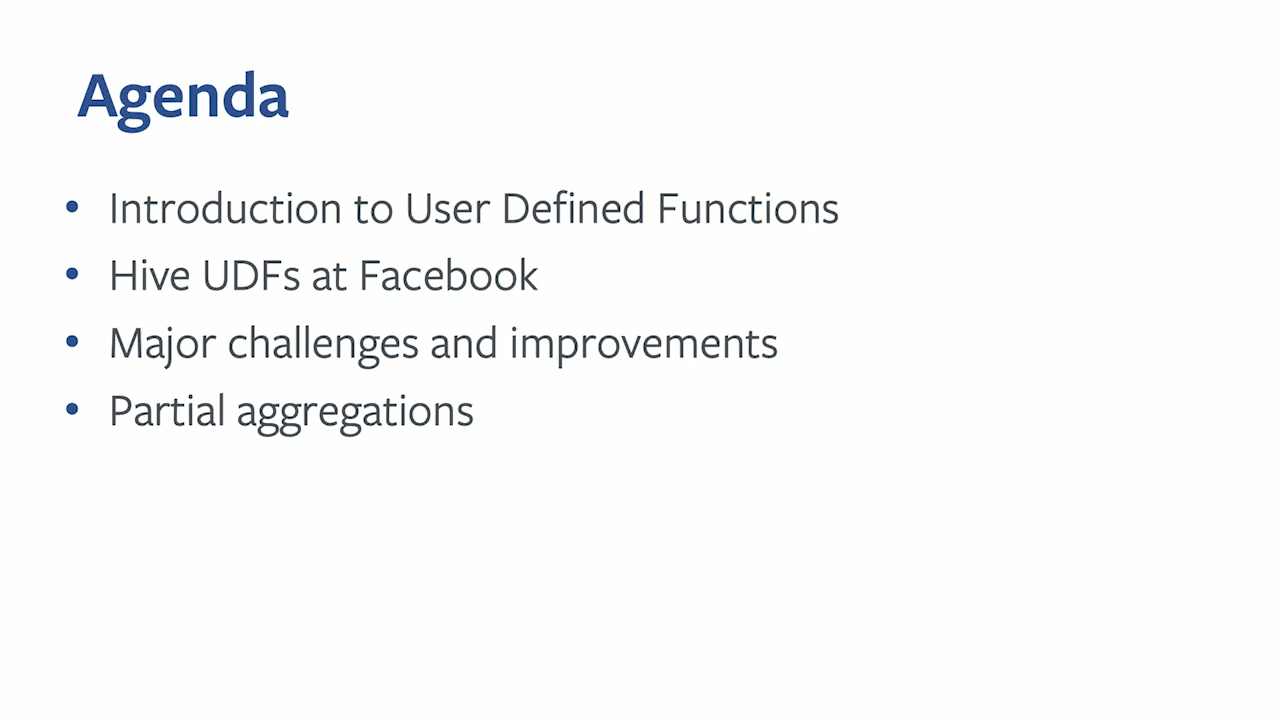 Agenda
• Introduction to User Defined Functions
• Hive UDFs at Facebook
• Major challenges and improvements
• Partial aggregations